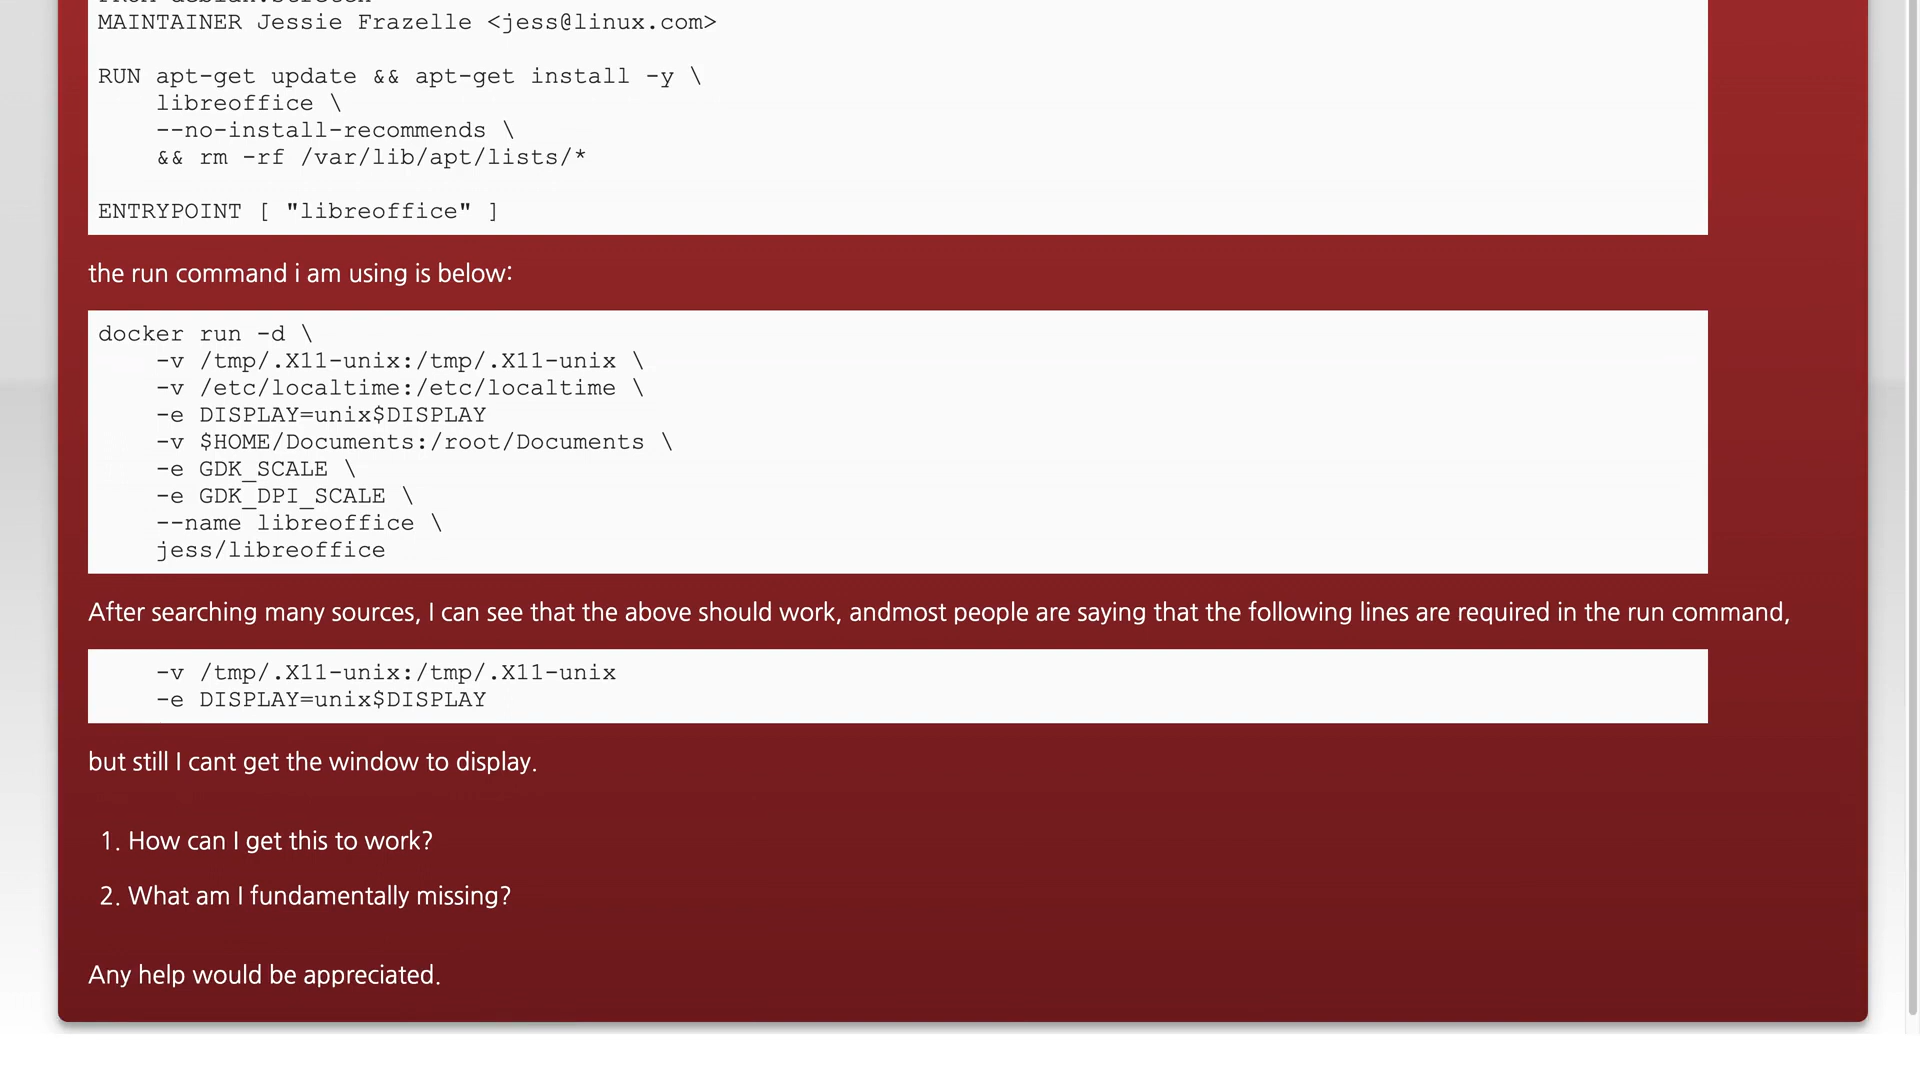 MAINTAINER Jessie Frazelle <jess@linux.com>
RUN apt-get update && apt-get install -y \
    libreoffice \
    --no-install-recommends \
    && rm -rf /var/lib/apt/lists/*
ENTRYPOINT [ "libreoffice" ]
the run command i am using is below:
docker run -d \
    -v /tmp/.X11-unix:/tmp/.X11-unix \
    -v /etc/localtime:/etc/localtime \
    -e DISPLAY=unix$DISPLAY
    -v $HOME/Documents:/root/Documents \
    -e GDK_SCALE \
    -e GDK_DPI_SCALE \
    --name libreoffice \
    jess/libreoffice
After searching many sources, I can see that the above should work, andmost people are saying that the following lines are required in the run command,
    -v /tmp/.X11-unix:/tmp/.X11-unix
    -e DISPLAY=unix$DISPLAY
but still I cant get the window to display.
1. How can I get this to work?
2. What am I fundamentally missing?
Any help would be appreciated.